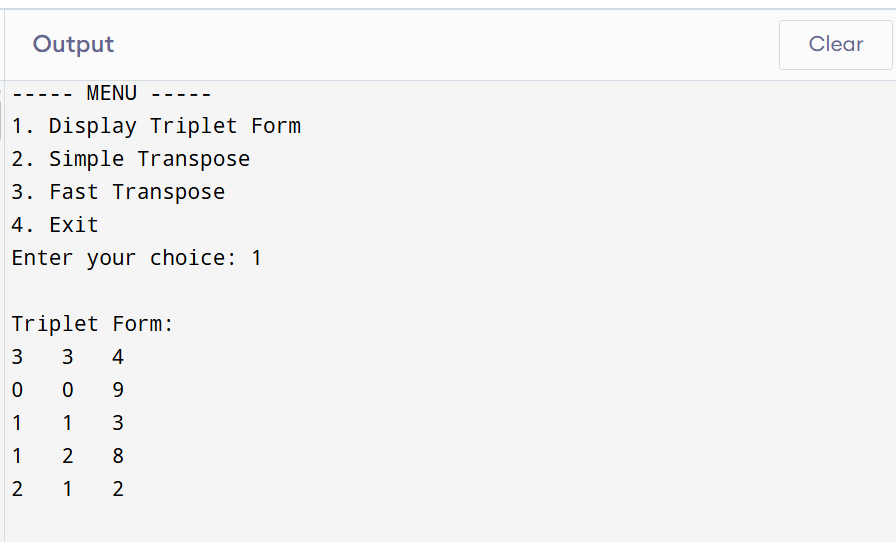 Output
Clear
----- MENU -----
1. Display Triplet Form
2. Simple Transpose
3. Fast Transpose
4. Exit
Enter your choice: 1
Triplet Form:
3   3   4
0   0   9
1   1   3
1   2   8
2   1   2